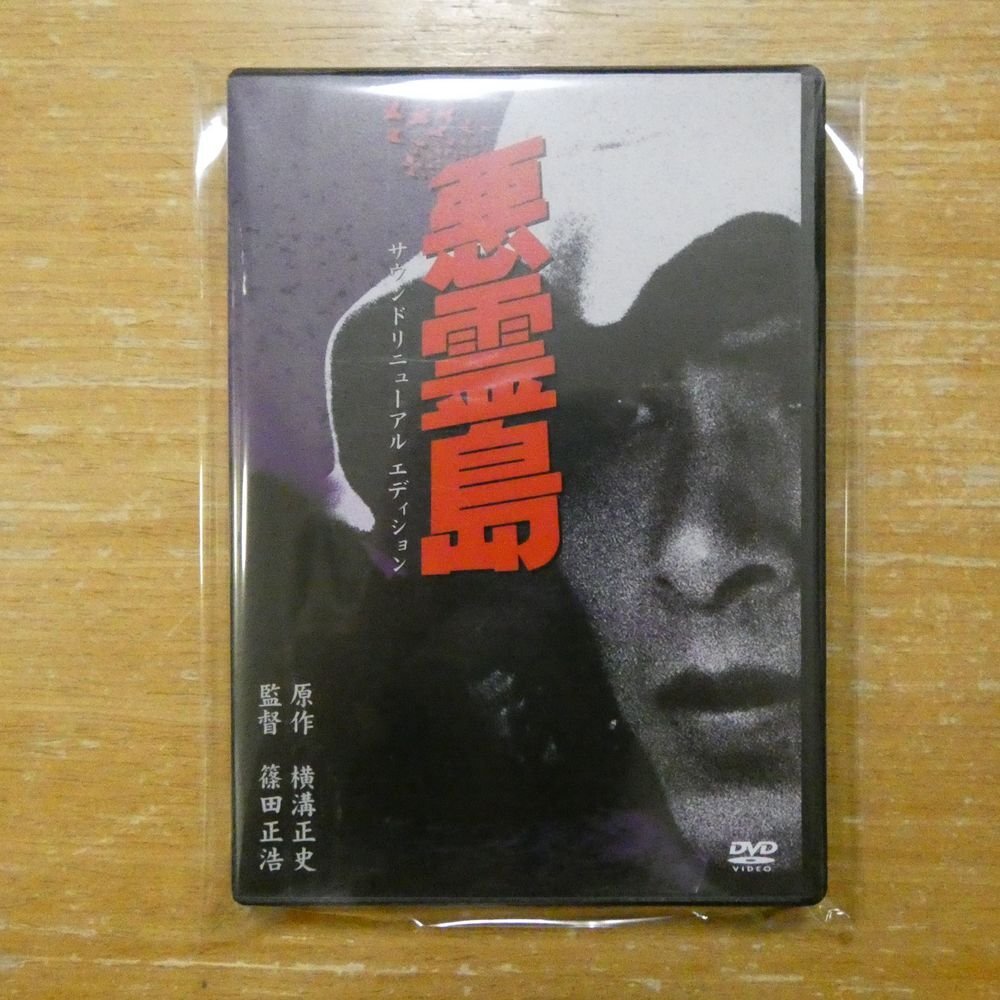 悪霊島
サウンドリニューアル エディション
原作 横溝正史
監督 篠田正浩
DVD
VIDEO